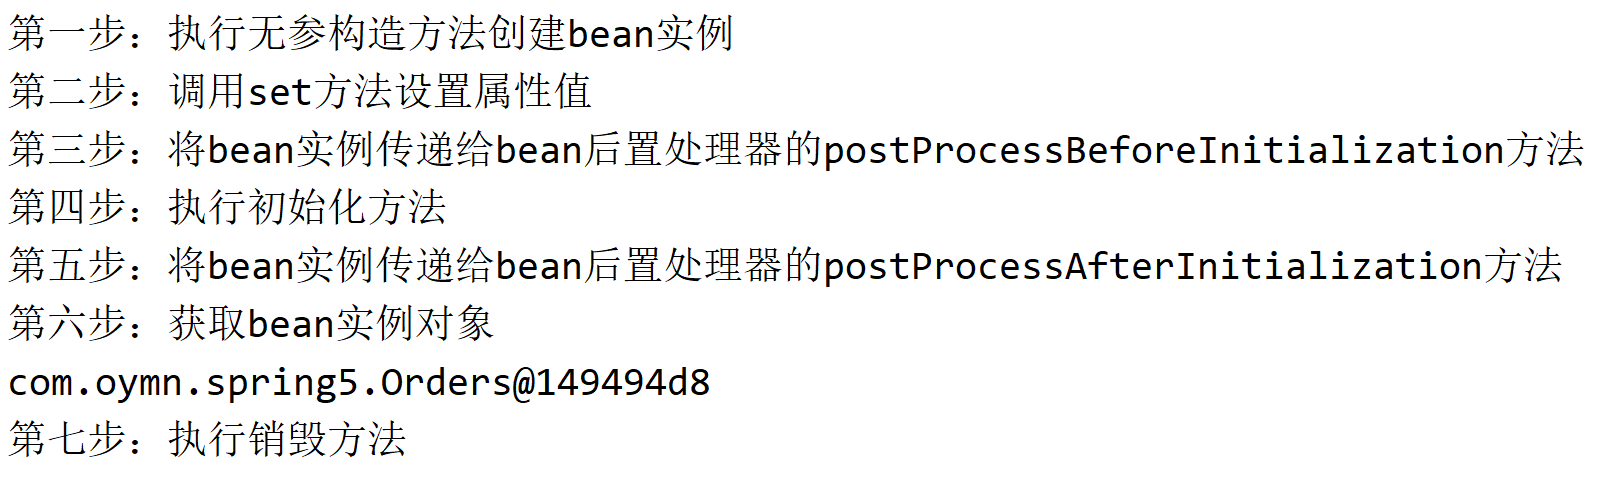 第一步：执行无参构造方法创建bean实例
第二步：调用set方法设置属性值
第三步：将bean实例传递给bean后置处理器的postProcessBeforeInitialization方法
第四步：执行初始化方法
第五步：将bean实例传递给bean后置处理器的postProcessAfterInitialization方法
第六步：获取bean实例对象
com.oymn.spring5.Orders@149494d8
第七步：执行销毁方法